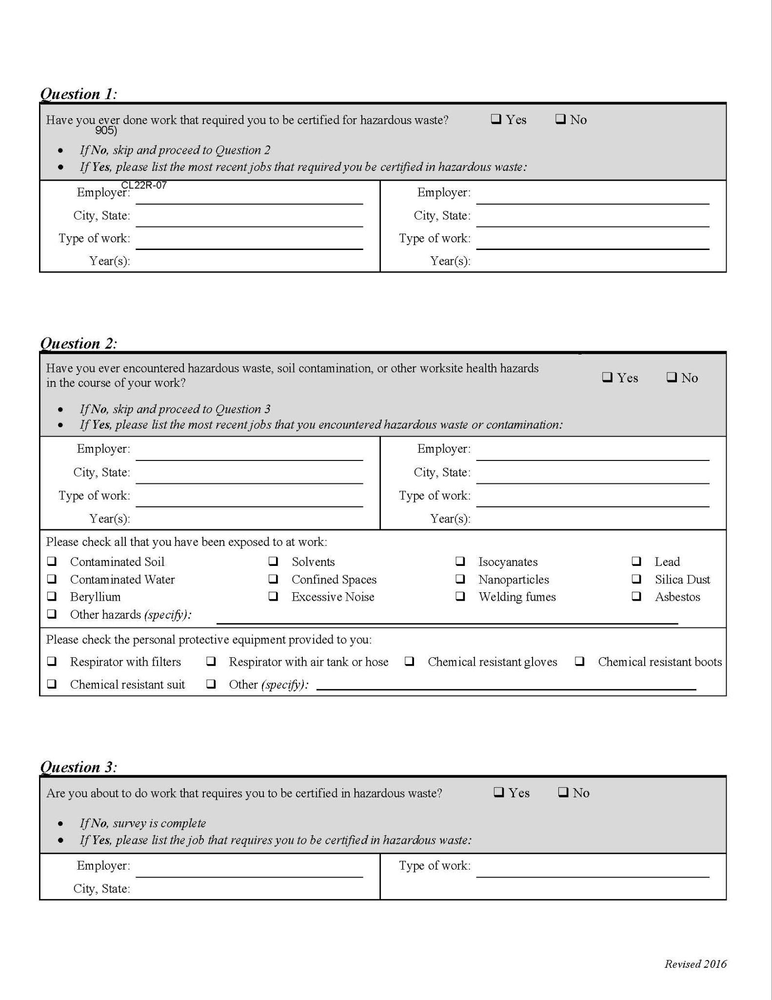 Question 1:
Have you ever done work that required you to be certified for hazardous waste? ❑ Yes ❑ No
905)
• If No, skip and proceed to Question 2
• If Yes, please list the most recent jobs that required you be certified in hazardous waste:
CL22R-07
Employer: Employer:
City, State: City, State:
Type of work: Type of work:
Year(s): Year(s):
Question 2:
Have you ever encountered hazardous waste, soil contamination, or other worksite health hazards
in the course of your work? ❑ Yes ❑ No
• If No, skip and proceed to Question 3
• If Yes, please list the most recent jobs that you encountered hazardous waste or contamination:
Employer: Employer:
City, State: City, State:
Type of work: Type of work:
Year(s): Year(s):
Please check all that you have been exposed to at work:
❑ Contaminated Soil ❑ Solvents ❑ Isocyanates ❑ Lead
❑ Contaminated Water ❑ Confined Spaces ❑ Nanoparticles ❑ Silica Dust
❑ Beryllium ❑ Excessive Noise ❑ Welding fumes ❑ Asbestos
❑ Other hazards (specify):
Please check the personal protective equipment provided to you:
❑ Respirator with filters ❑ Respirator with air tank or hose ❑ Chemical resistant gloves ❑ Chemical resistant boots
❑ Chemical resistant suit ❑ Other (specify):
Question 3:
Are you about to do work that requires you to be certified in hazardous waste? ❑ Yes ❑ No
• If No, survey is complete
• If Yes, please list the job that requires you to be certified in hazardous waste:
Employer: Type of work:
City, State:
Revised 2016